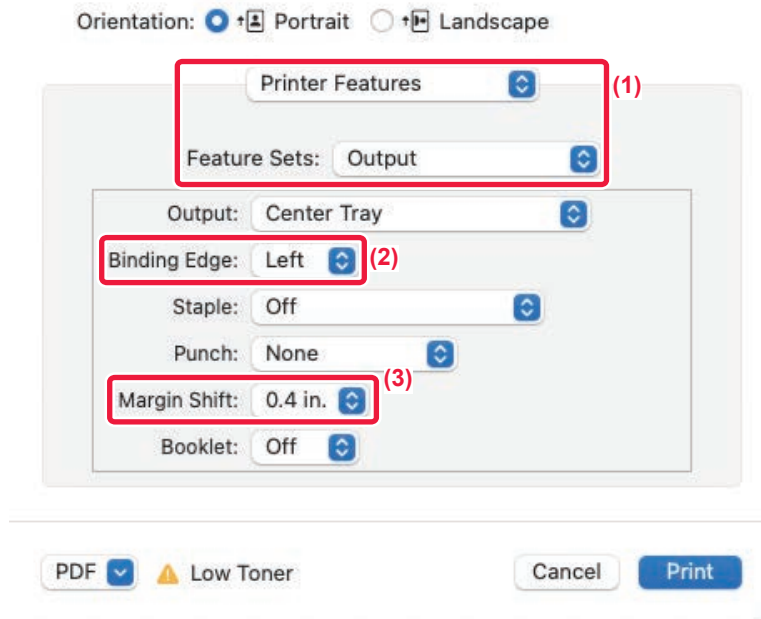 Orientation: Portrait Landscape
Printer Features (1)
Feature Sets: Output
Output: Center Tray
Binding Edge: Left (2)
Staple: Off
Punch: None
(3)
Margin Shift: 0.4 in.
Booklet: Off
PDF Low Toner Cancel Print